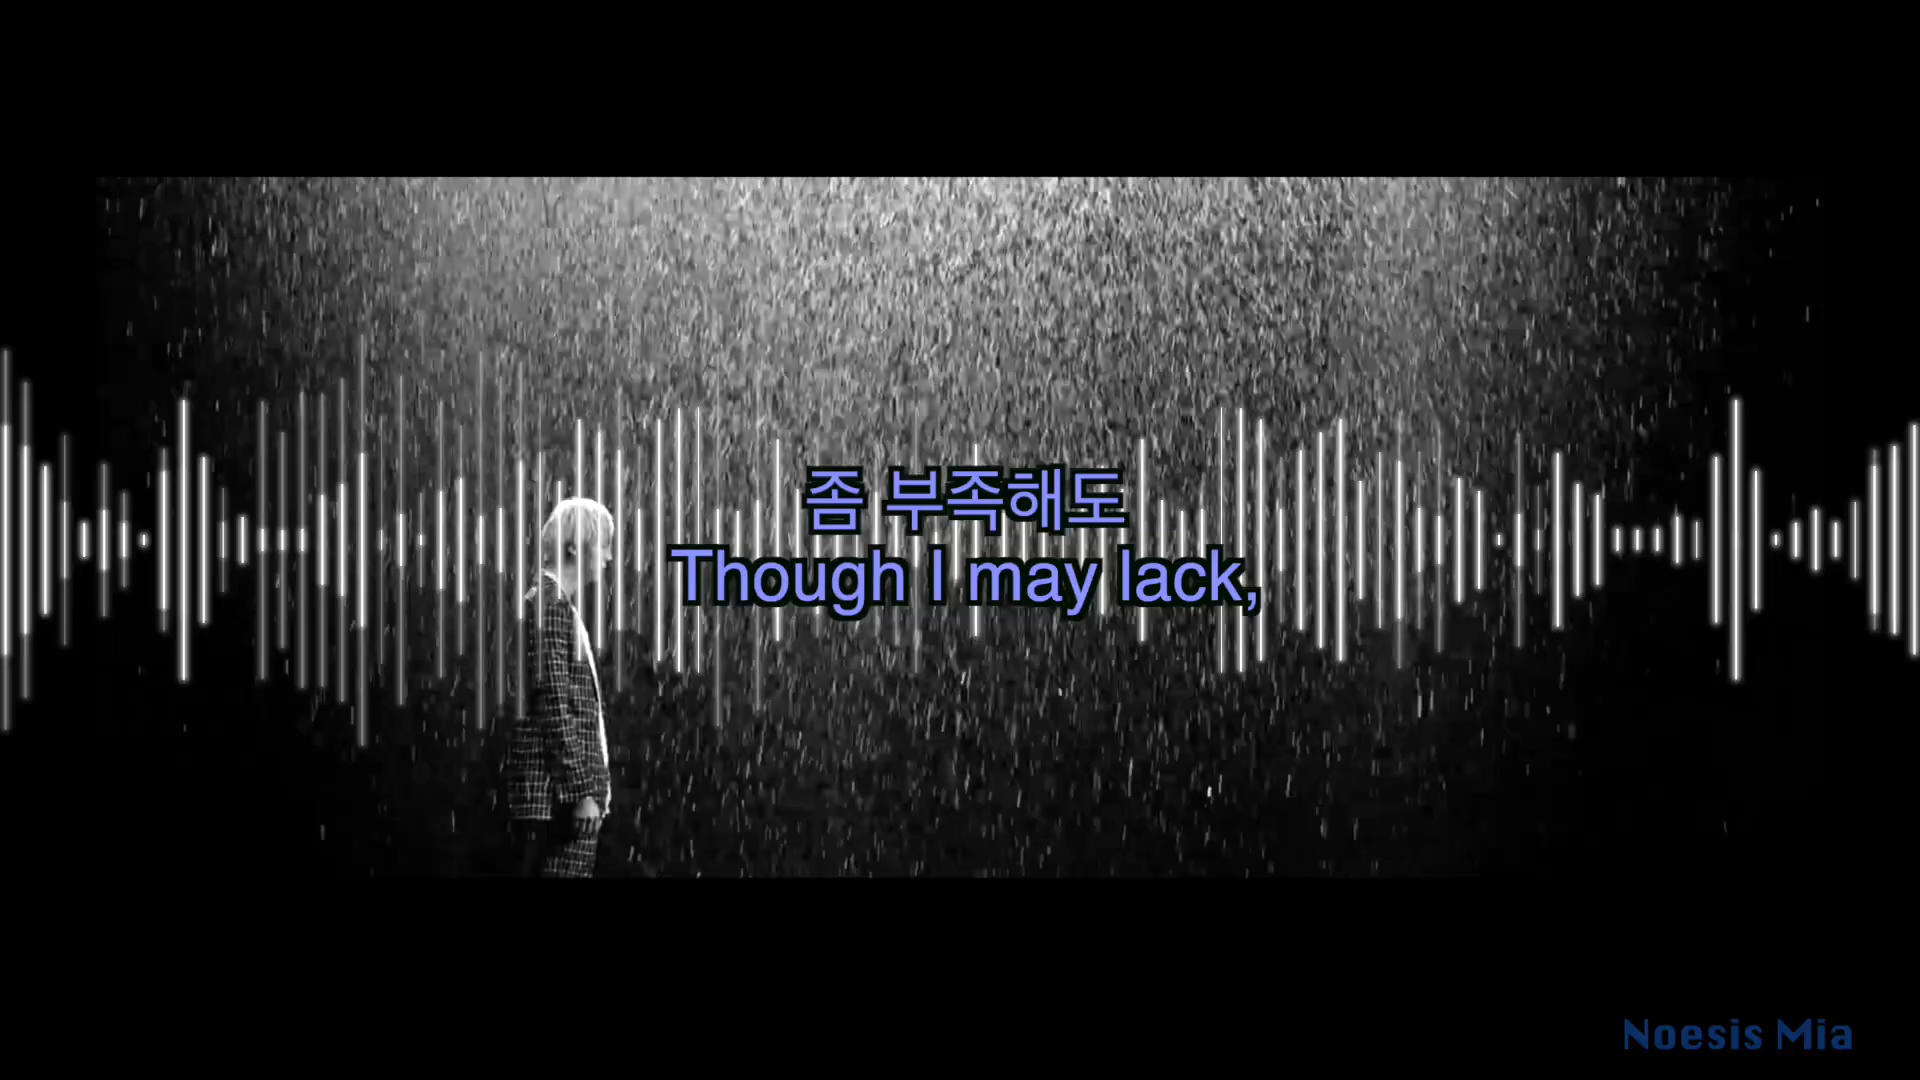 좀 부족해도
Though I may lack,
Noesis Mia